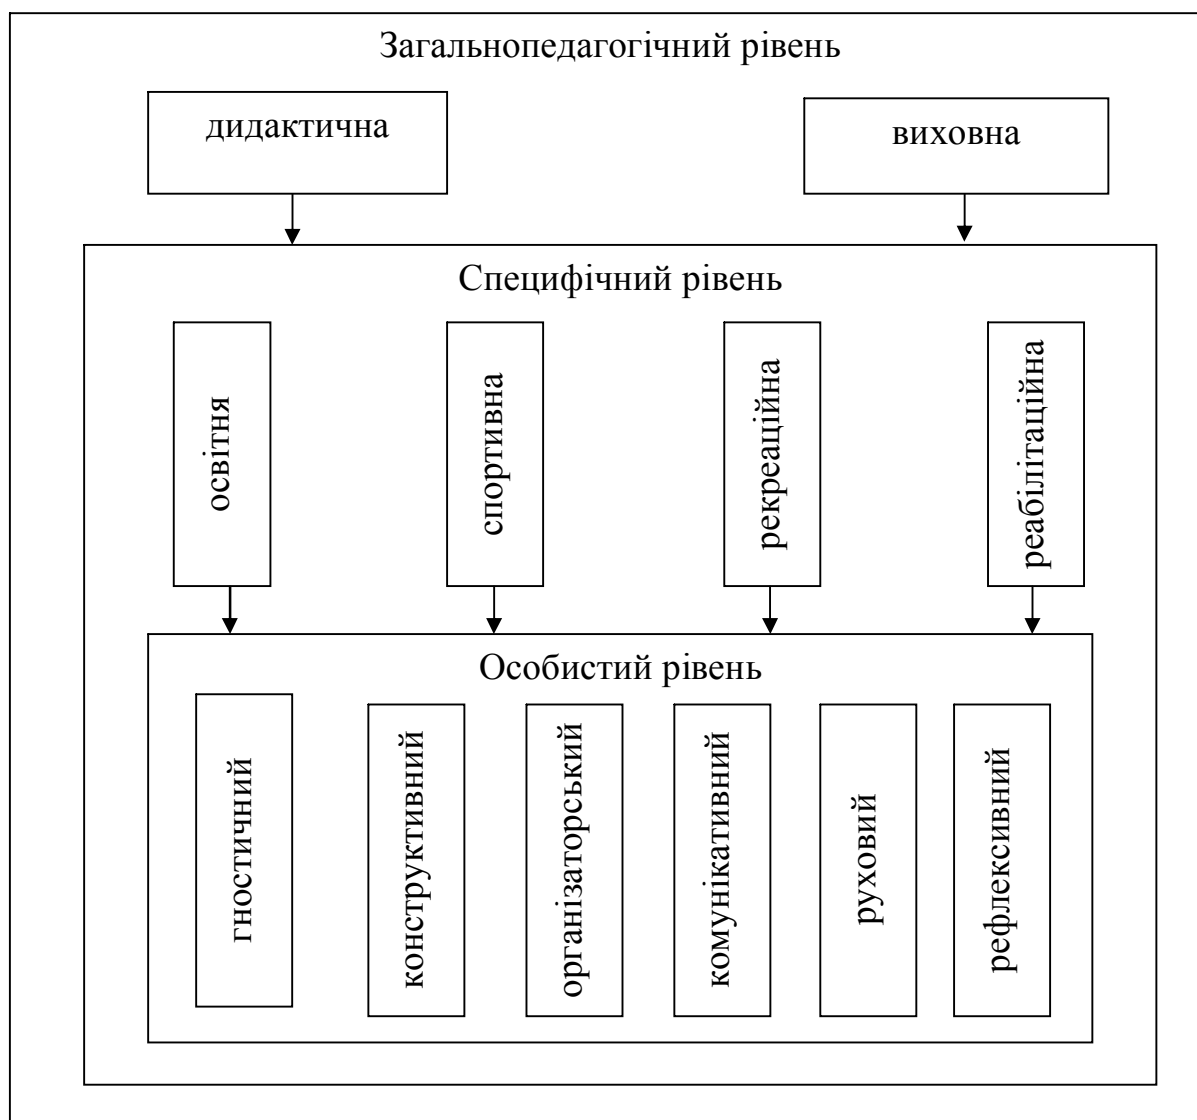 Загальнопедагогічний рівень
дидактична
виховна
Специфічний рівень
освітня
спортивна
рекреаційна
реабілітаційна
Особистий рівень
гностичний
конструктивний
організаторський
комунікативний
руховий
рефлексивний